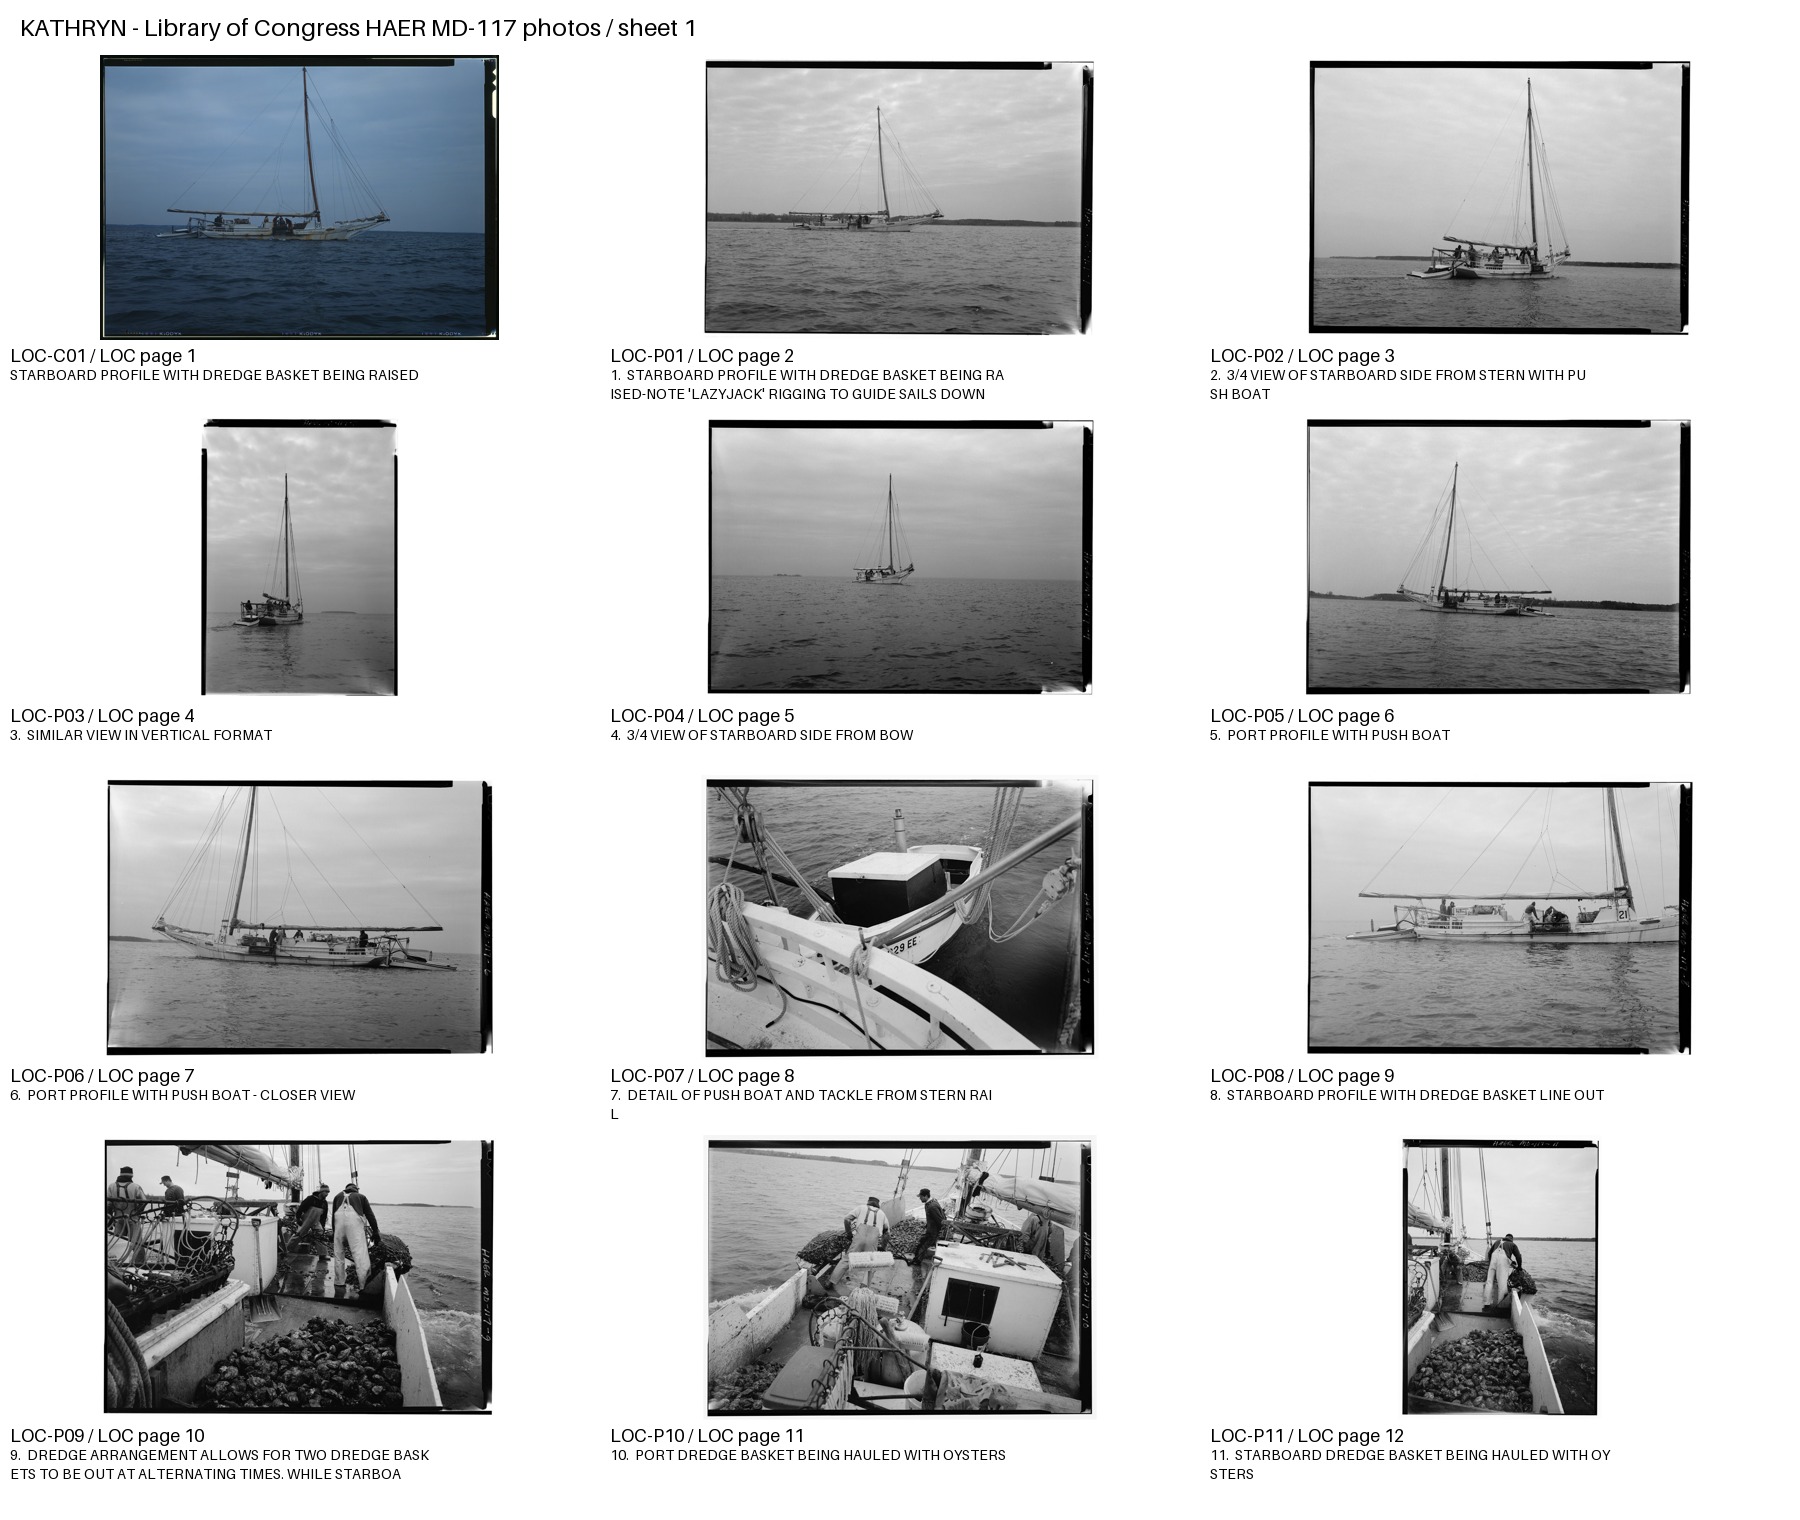 KATHRYN - Library of Congress HAER MD-117 photos / sheet 1
LOC-C01 / LOC page 1
STARBOARD PROFILE WITH DREDGE BASKET BEING RAISED
LOC-P01 / LOC page 2
1.  STARBOARD PROFILE WITH DREDGE BASKET BEING RA
ISED-NOTE 'LAZYJACK' RIGGING TO GUIDE SAILS DOWN
LOC-P02 / LOC page 3
2.  3/4 VIEW OF STARBOARD SIDE FROM STERN WITH PU
SH BOAT
LOC-P03 / LOC page 4
3.  SIMILAR VIEW IN VERTICAL FORMAT
LOC-P04 / LOC page 5
4.  3/4 VIEW OF STARBOARD SIDE FROM BOW
LOC-P05 / LOC page 6
5.  PORT PROFILE WITH PUSH BOAT
29 EE
21
LOC-P06 / LOC page 7
6.  PORT PROFILE WITH PUSH BOAT - CLOSER VIEW
LOC-P07 / LOC page 8
7.  DETAIL OF PUSH BOAT AND TACKLE FROM STERN RAI
L
LOC-P08 / LOC page 9
8.  STARBOARD PROFILE WITH DREDGE BASKET LINE OUT
HAER MD-117-9
LOC-P09 / LOC page 10
9.  DREDGE ARRANGEMENT ALLOWS FOR TWO DREDGE BASK
ETS TO BE OUT AT ALTERNATING TIMES. WHILE STARBOA
LOC-P10 / LOC page 11
10.  PORT DREDGE BASKET BEING HAULED WITH OYSTERS
LOC-P11 / LOC page 12
11.  STARBOARD DREDGE BASKET BEING HAULED WITH OY
STERS